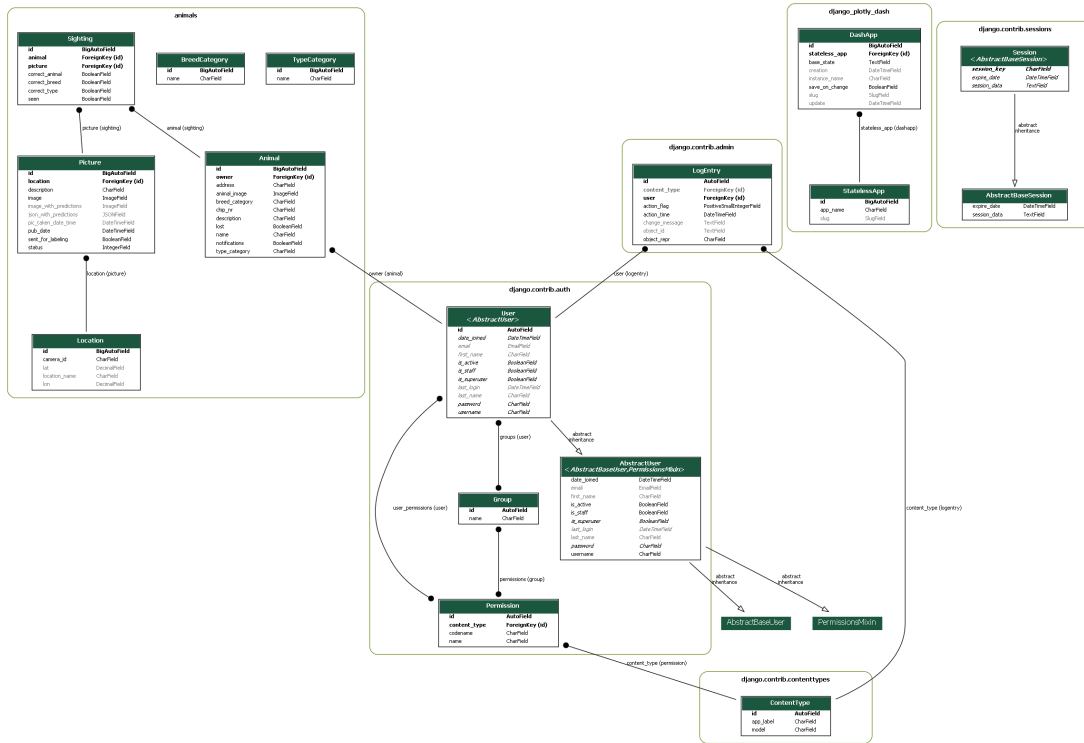 animals
Sighting
id BigAutoField
animal ForeignKey (id)
picture ForeignKey (id)
correct_animal BooleanField
correct_breed BooleanField
correct_type BooleanField
seen BooleanField
BreedCategory
id BigAutoField
name CharField
TypeCategory
id BigAutoField
name CharField
picture (sighting)
animal (sighting)
Picture
id BigAutoField
location ForeignKey (id)
description CharField
image ImageField
image_with_predictions ImageField
json_with_predictions JSONField
pic_taken_date_time DateTimeField
pub_date DateTimeField
sent_for_labeling BooleanField
status IntegerField
Animal
id BigAutoField
owner ForeignKey (id)
address CharField
animal_image ImageField
breed_category CharField
chip_nr CharField
description CharField
lost BooleanField
name CharField
notifications BooleanField
type_category CharField
location (picture)
owner (animal)
Location
id BigAutoField
camera_id CharField
lat DecimalField
location_name CharField
lon DecimalField
django_plotly_dash
DashApp
id BigAutoField
stateless_app ForeignKey (id)
base_state TextField
creation DateTimeField
instance_name CharField
save_on_change BooleanField
slug SlugField
update DateTimeField
stateless_app (dashapp)
StatelessApp
id BigAutoField
app_name CharField
slug SlugField
django.contrib.sessions
Session
<AbstractBaseSession>
session_key CharField
expire_date DateTimeField
session_data TextField
abstract
inheritance
AbstractBaseSession
expire_date DateTimeField
session_data TextField
django.contrib.admin
LogEntry
id AutoField
content_type ForeignKey (id)
user ForeignKey (id)
action_flag PositiveSmallIntegerField
action_time DateTimeField
change_message TextField
object_id TextField
object_repr CharField
user (logentry)
django.contrib.auth
User
<AbstractUser>
id AutoField
date_joined DateTimeField
email EmailField
first_name CharField
is_active BooleanField
is_staff BooleanField
is_superuser BooleanField
last_login DateTimeField
last_name CharField
password CharField
username CharField
groups (user)
abstract
inheritance
AbstractUser
<AbstractBaseUser,PermissionsMixin>
date_joined DateTimeField
email EmailField
first_name CharField
is_active BooleanField
is_staff BooleanField
is_superuser BooleanField
last_login DateTimeField
last_name CharField
password CharField
username CharField
Group
id AutoField
name CharField
user_permissions (user)
content_type (logentry)
permissions (group)
abstract
inheritance
abstract
inheritance
Permission
id AutoField
content_type ForeignKey (id)
codename CharField
name CharField
AbstractBaseUser
PermissionsMixin
content_type (permission)
django.contrib.contenttypes
ContentType
id AutoField
app_label CharField
model CharField